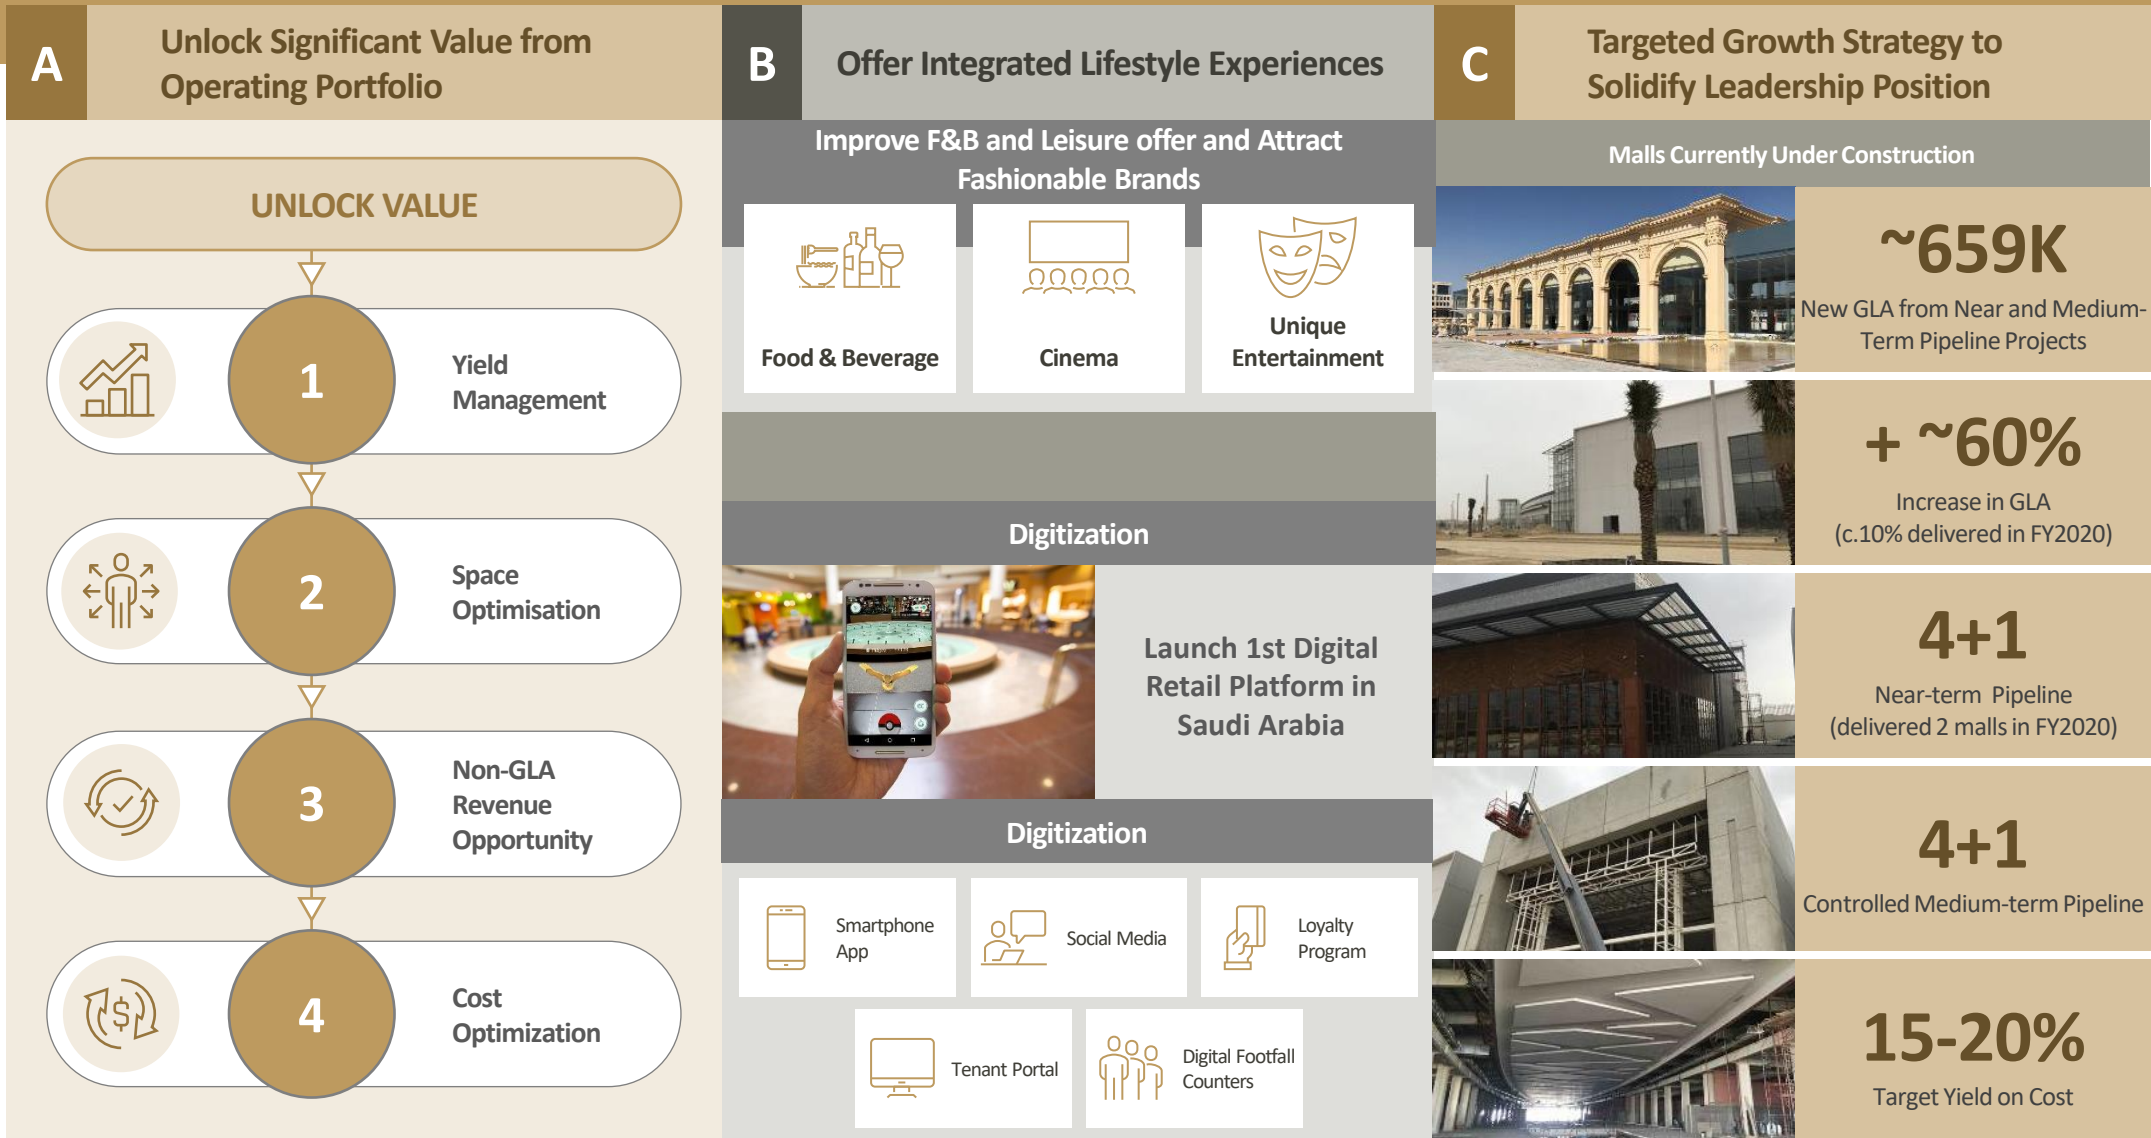 A
Unlock Significant Value from
Operating Portfolio
UNLOCK VALUE
1
Yield
Management
2
Space
Optimisation
3
Non-GLA
Revenue
Opportunity
4
Cost
Optimization
B
Offer Integrated Lifestyle Experiences
Improve F&B and Leisure offer and Attract
Fashionable Brands
Food & Beverage
Cinema
Unique
Entertainment
Digitization
Launch 1st Digital
Retail Platform in
Saudi Arabia
Digitization
Smartphone
App
Social Media
Loyalty
Program
Tenant Portal
Digital Footfall
Counters
C
Targeted Growth Strategy to
Solidify Leadership Position
Malls Currently Under Construction
~659K
New GLA from Near and Medium-
Term Pipeline Projects
+ ~60%
Increase in GLA
(c.10% delivered in FY2020)
4+1
Near-term Pipeline
(delivered 2 malls in FY2020)
4+1
Controlled Medium-term Pipeline
15-20%
Target Yield on Cost